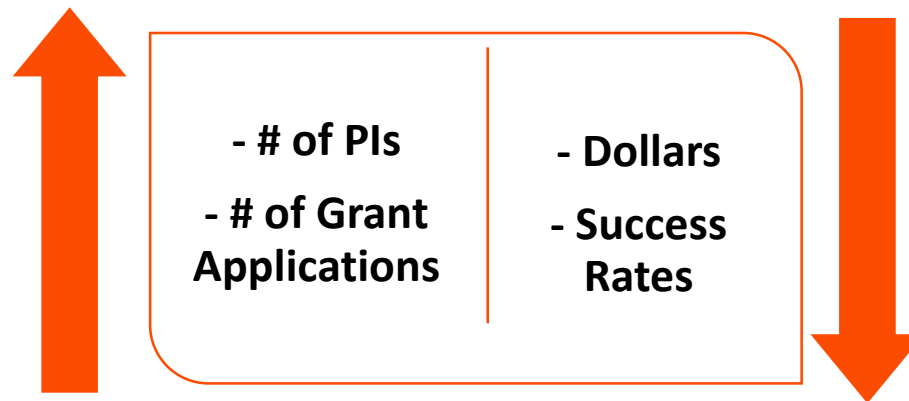 - # of PIs
- # of Grant
Applications
- Dollars
- Success
Rates